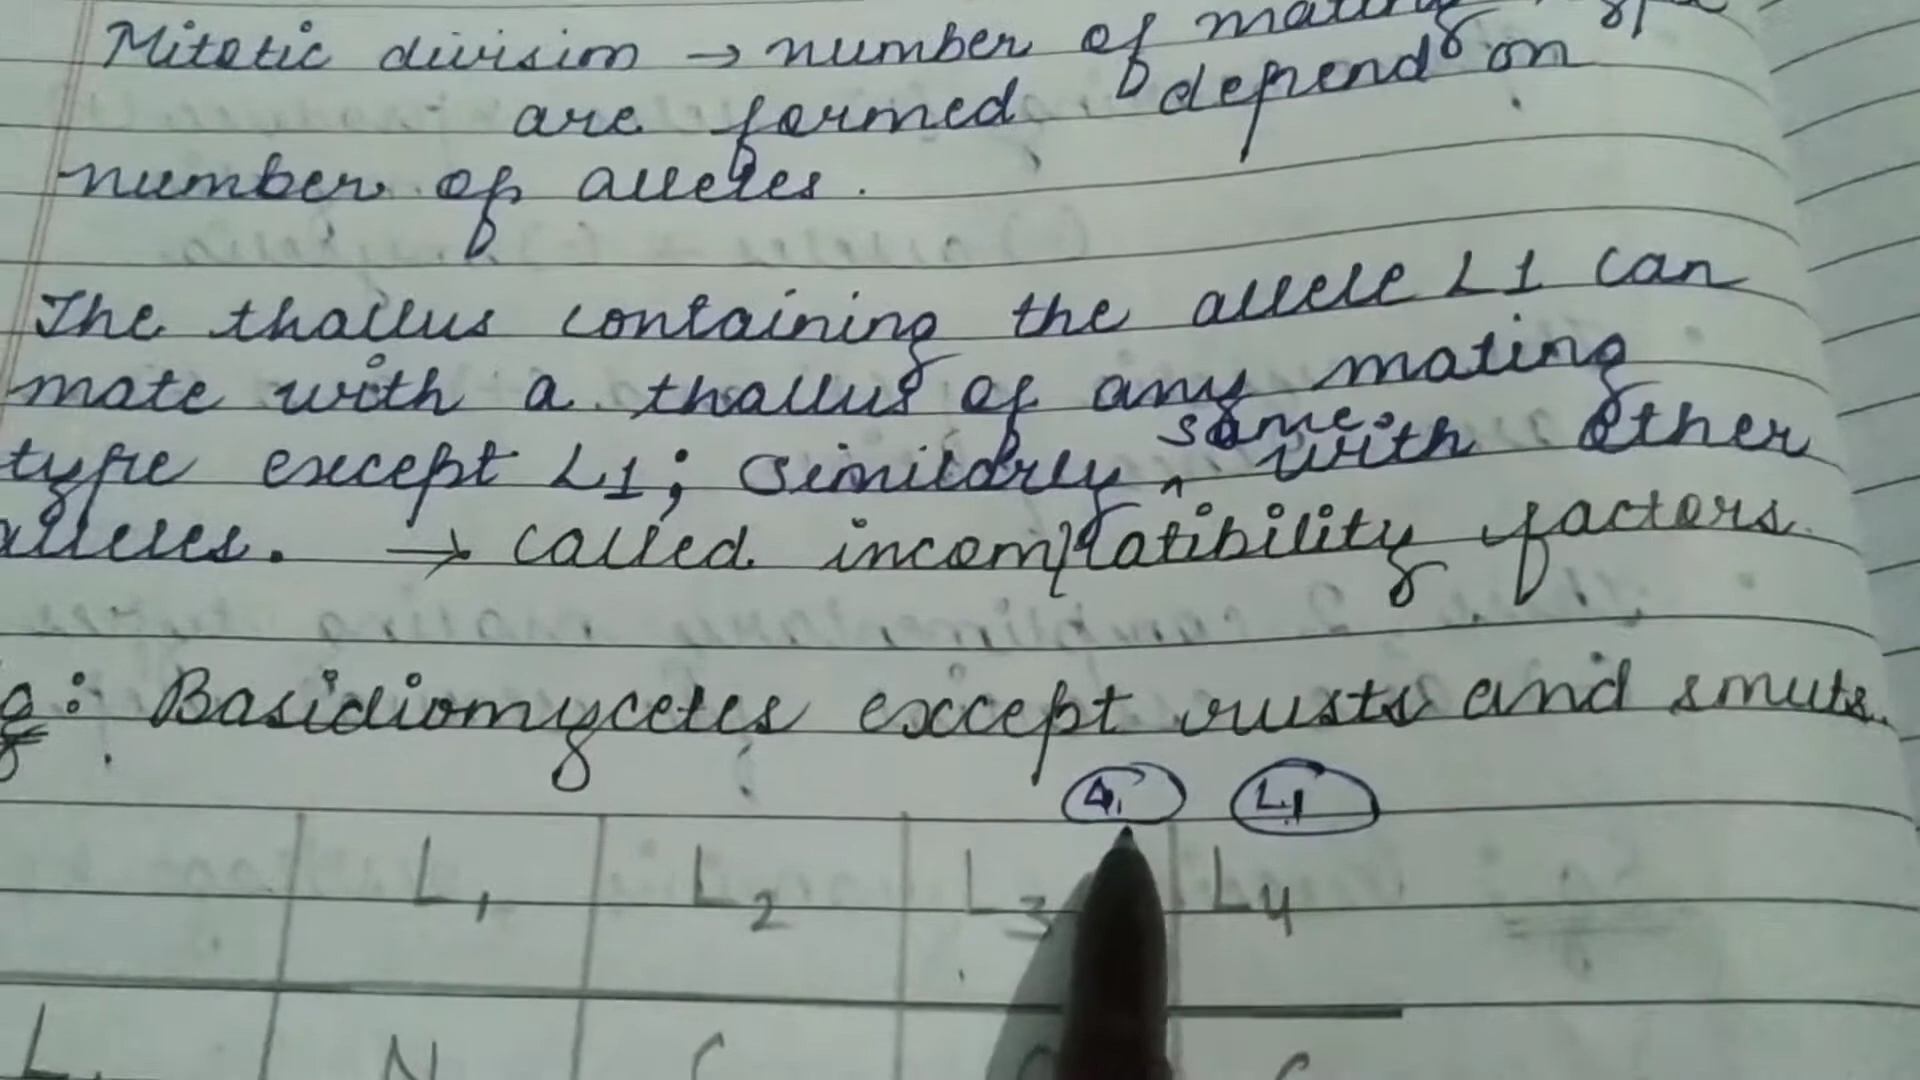 Mitotic division → number of mating type
are formed depends on
number of alleles.
The thallus containing the allele L1 can
mate with a thallus of any mating
type except L1; similarly ^ same with other
alleles. → called incompatibility factors.
g: Basidiomycetes except rusts and smuts.
L1
L1 L2 L3 L4
L N C C